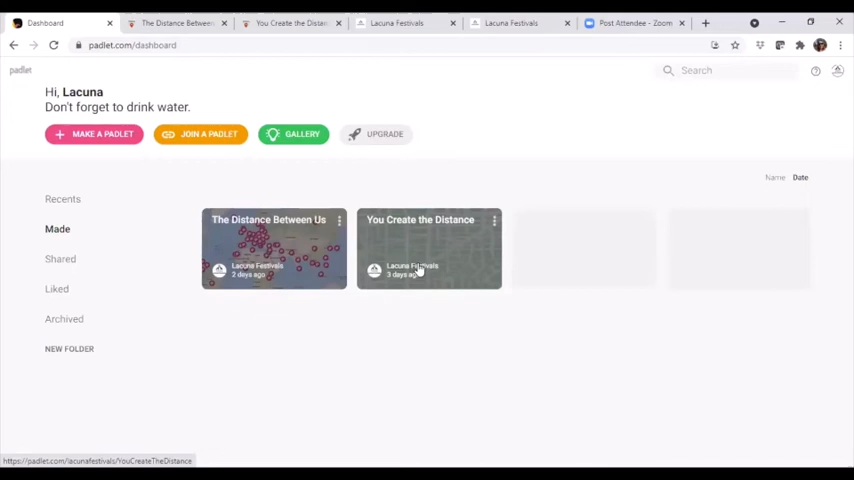 Dashboard
The Distance Between
You Create the Distan
Lacuna Festivals
Lacuna Festivals
Post Attendee - Zoom
padlet.com/dashboard
padlet
Search
Hi, Lacuna
Don't forget to drink water.
MAKE A PADLET
JOIN A PADLET
GALLERY
UPGRADE
Name
Date
Recents
Made
Shared
Liked
Archived
NEW FOLDER
The Distance Between Us
Lacuna Festivals
2 days ago
You Create the Distance
Lacuna Festivals
3 days ago
https://padlet.com/lacunafestivals/YouCreateTheDistance